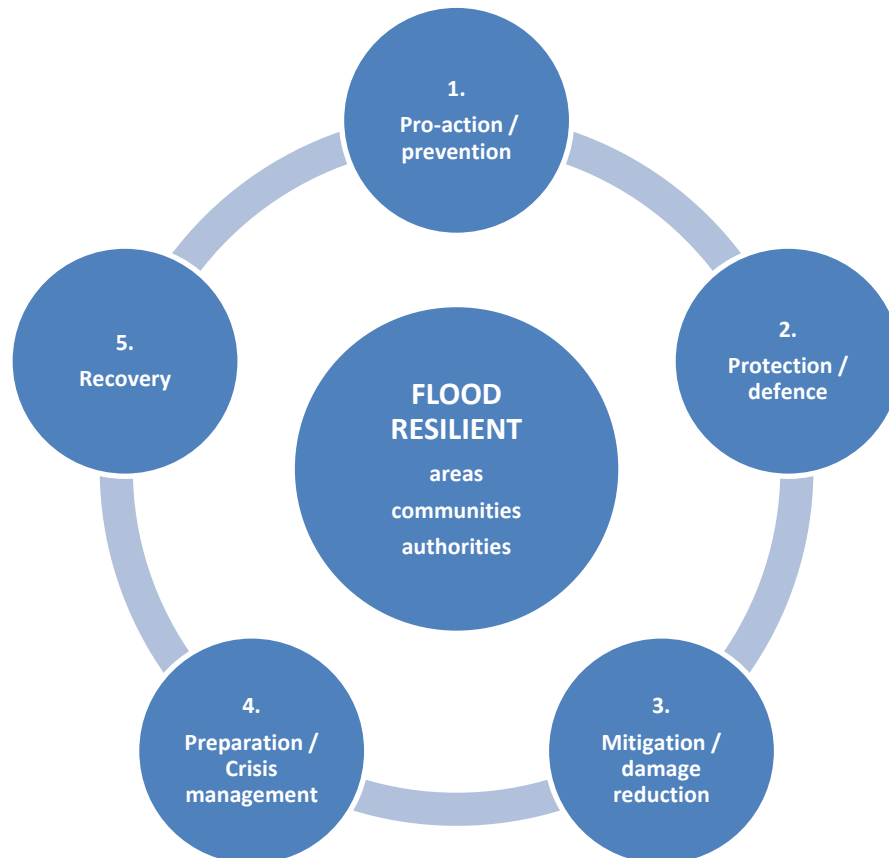 1.
Pro-action /
prevention
2.
Protection /
defence
5.
Recovery
FLOOD
RESILIENT
areas
communities
authorities
4.
Preparation /
Crisis
management
3.
Mitigation /
damage
reduction